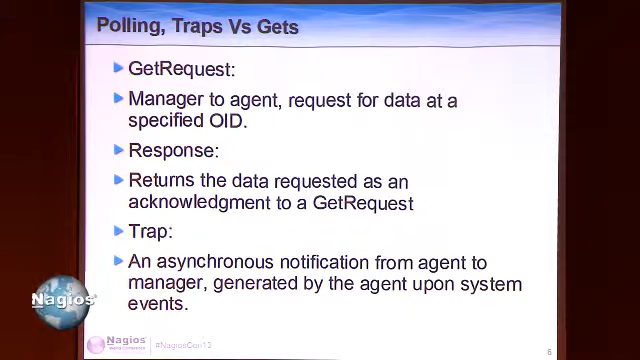 Polling, Traps Vs Gets
GetRequest:
Manager to agent, request for data at a
specified OID.
Response:
Returns the data requested as an
acknowledgment to a GetRequest
Trap:
An asynchronous notification from agent to
manager, generated by the agent upon system
events.
Nagios
Nagios
#NagiosCon13
6